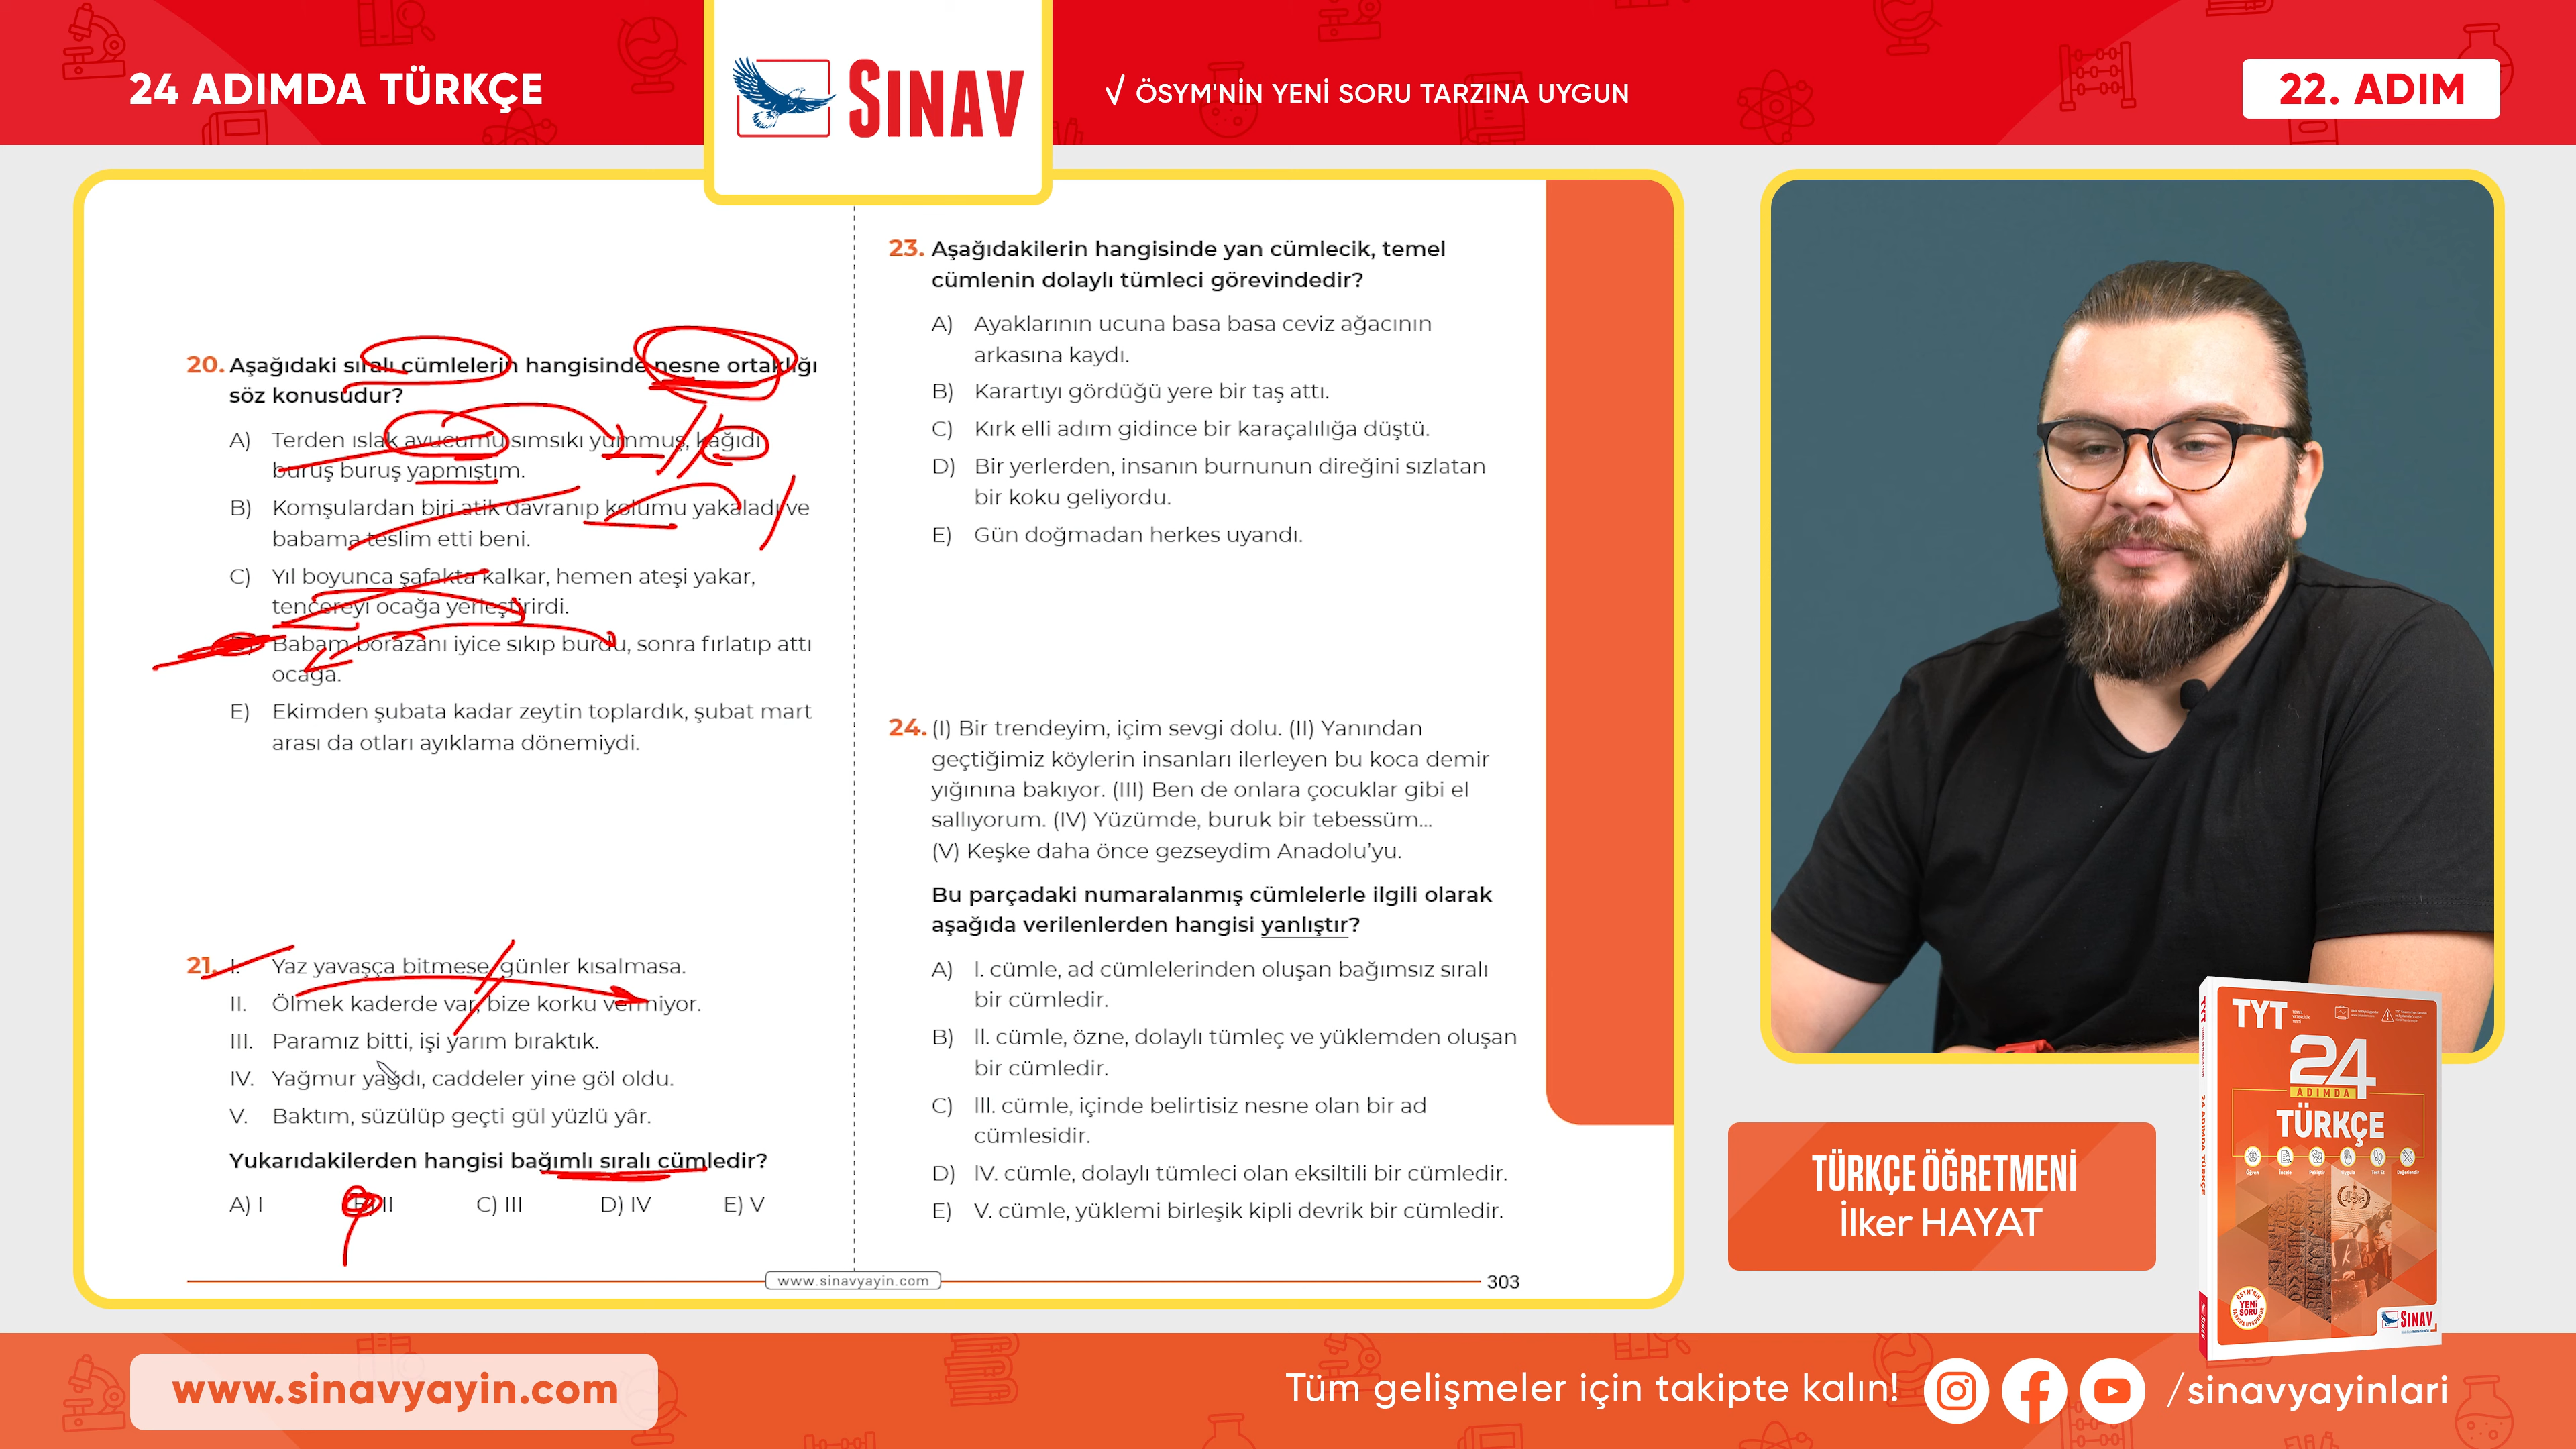 24 ADIMDA TÜRKÇE
SINAV
√ ÖSYM'NİN YENİ SORU TARZINA UYGUN
22. ADIM
20. Aşağıdaki sıralı cümlelerin hangisinde nesne ortaklığı
söz konusudur?
A) Terden ıslak avucumu sımsıkı yummuş, kağıdı
buruş buruş yapmıştım.
B) Komşulardan biri atik davranıp kolumu yakaladı ve
babama teslim etti beni.
C) Yıl boyunca şafakta kalkar, hemen ateşi yakar,
tencereyi ocağa yerleştirirdi.
Babam borazanı iyice sıkıp burdu, sonra fırlatıp attı
ocağa.
E) Ekimden şubata kadar zeytin toplardık, şubat mart
arası da otları ayıklama dönemiydi.
21. I. Yaz yavaşça bitmese, günler kısalmasa.
II. Ölmek kaderde var, bize korku vermiyor.
III. Paramız bitti, işi yarım bıraktık.
IV. Yağmur yağdı, caddeler yine göl oldu.
V. Baktım, süzülüp geçti gül yüzlü yâr.
Yukarıdakilerden hangisi bağımlı sıralı cümledir?
A) I B) II C) III D) IV E) V
23. Aşağıdakilerin hangisinde yan cümlecik, temel
cümlenin dolaylı tümleci görevindedir?
A) Ayaklarının ucuna basa basa ceviz ağacının
arkasına kaydı.
B) Karartıyı gördüğü yere bir taş attı.
C) Kırk elli adım gidince bir karaçalılığa düştü.
D) Bir yerlerden, insanın burnunun direğini sızlatan
bir koku geliyordu.
E) Gün doğmadan herkes uyandı.
24. (I) Bir trendeyim, içim sevgi dolu. (II) Yanından
geçtiğimiz köylerin insanları ilerleyen bu koca demir
yığınına bakıyor. (III) Ben de onlara çocuklar gibi el
sallıyorum. (IV) Yüzümde, buruk bir tebessüm...
(V) Keşke daha önce gezseydim Anadolu'yu.
Bu parçadaki numaralanmış cümlelerle ilgili olarak
aşağıda verilenlerden hangisi yanlıştır?
A) I. cümle, ad cümlelerinden oluşan bağımsız sıralı
bir cümledir.
B) II. cümle, özne, dolaylı tümleç ve yüklemden oluşan
bir cümledir.
C) III. cümle, içinde belirtisiz nesne olan bir ad
cümlesidir.
D) IV. cümle, dolaylı tümleci olan eksiltili bir cümledir.
E) V. cümle, yüklemi birleşik kipli devrik bir cümledir.
www.sinavyayin.com
303
TÜRKÇE ÖĞRETMENİ
İlker HAYAT
TYT
24
ADIMDA
TÜRKÇE
ÖSYM'NİN
YENİ
SORU
SINAV
www.sinavyayin.com
Tüm gelişmeler için takipte kalın!
/sinavyayinlari